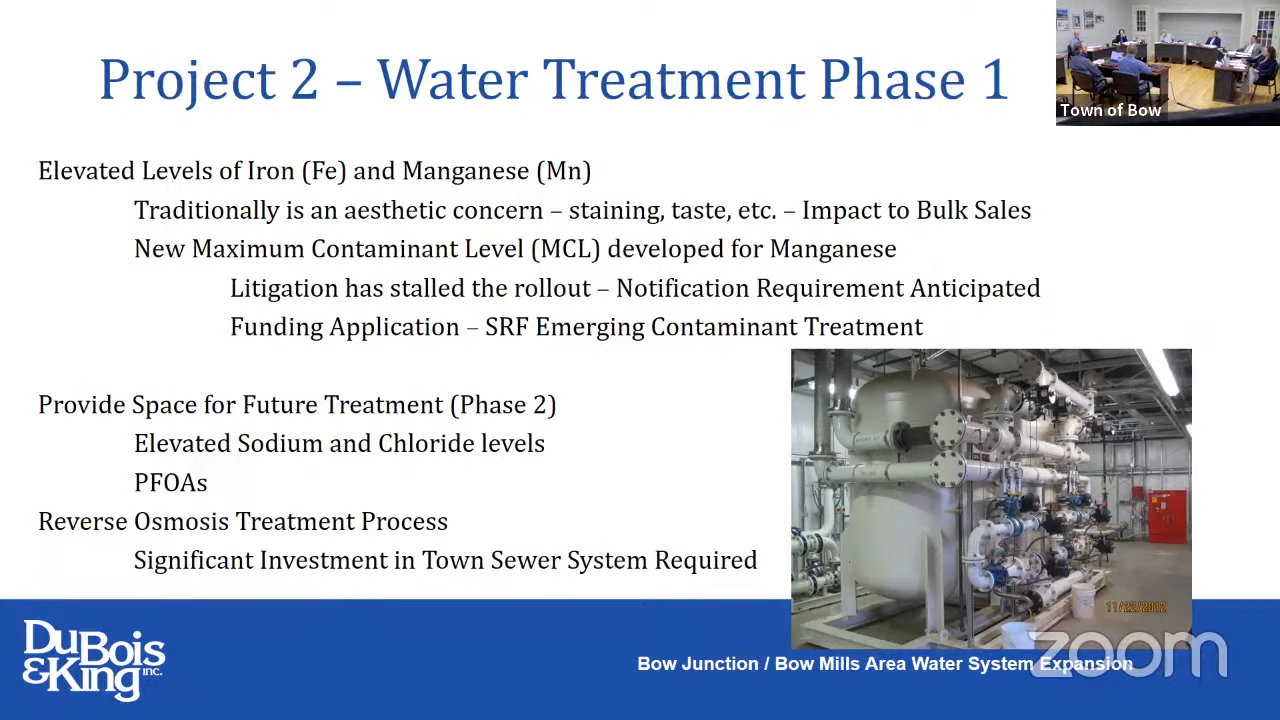 Project 2 – Water Treatment Phase 1
Town of Bow
Elevated Levels of Iron (Fe) and Manganese (Mn)
Traditionally is an aesthetic concern – staining, taste, etc. – Impact to Bulk Sales
New Maximum Contaminant Level (MCL) developed for Manganese
Litigation has stalled the rollout – Notification Requirement Anticipated
Funding Application – SRF Emerging Contaminant Treatment
Provide Space for Future Treatment (Phase 2)
Elevated Sodium and Chloride levels
PFOAs
Reverse Osmosis Treatment Process
Significant Investment in Town Sewer System Required
11/22/2012
DuBois
&King inc.
Bow Junction / Bow Mills Area Water System Expansion
zoom